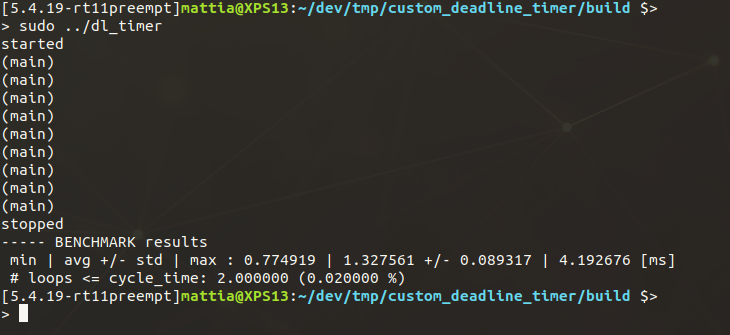 [5.4.19-rt11preempt]mattia@XPS13:~/dev/tmp/custom_deadline_timer/build $>
> sudo ../dl_timer
started
(main)
(main)
(main)
(main)
(main)
(main)
(main)
(main)
(main)
stopped
----- BENCHMARK results
min | avg +/- std | max : 0.774919 | 1.327561 +/- 0.089317 | 4.192676 [ms]
# loops <= cycle_time: 2.000000 (0.020000 %)
[5.4.19-rt11preempt]mattia@XPS13:~/dev/tmp/custom_deadline_timer/build $>
>